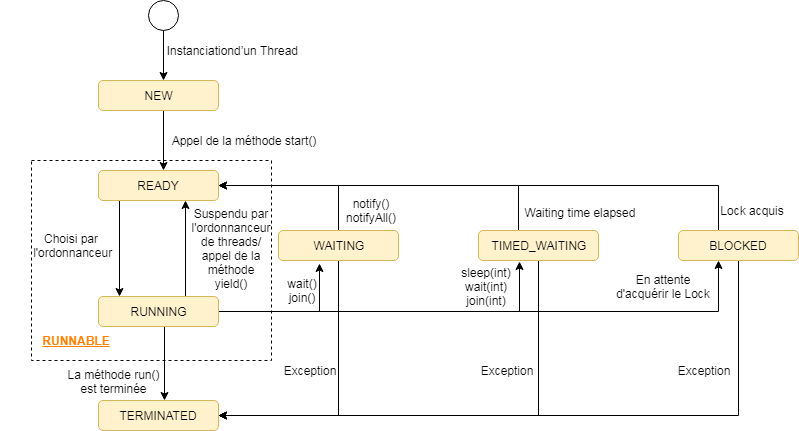 Instanciationd'un Thread
NEW
Appel de la méthode start()
READY
Choisi par
l'ordonnanceur
Suspendu par
l'ordonnanceur
de threads/
appel de la
méthode
yield()
RUNNING
RUNNABLE
notify()
notifyAll()
WAITING
wait()
join()
Waiting time elapsed
TIMED_WAITING
sleep(int)
wait(int)
join(int)
Lock acquis
BLOCKED
En attente
d'acquérir le Lock
La méthode run()
est terminée
Exception
Exception
Exception
TERMINATED